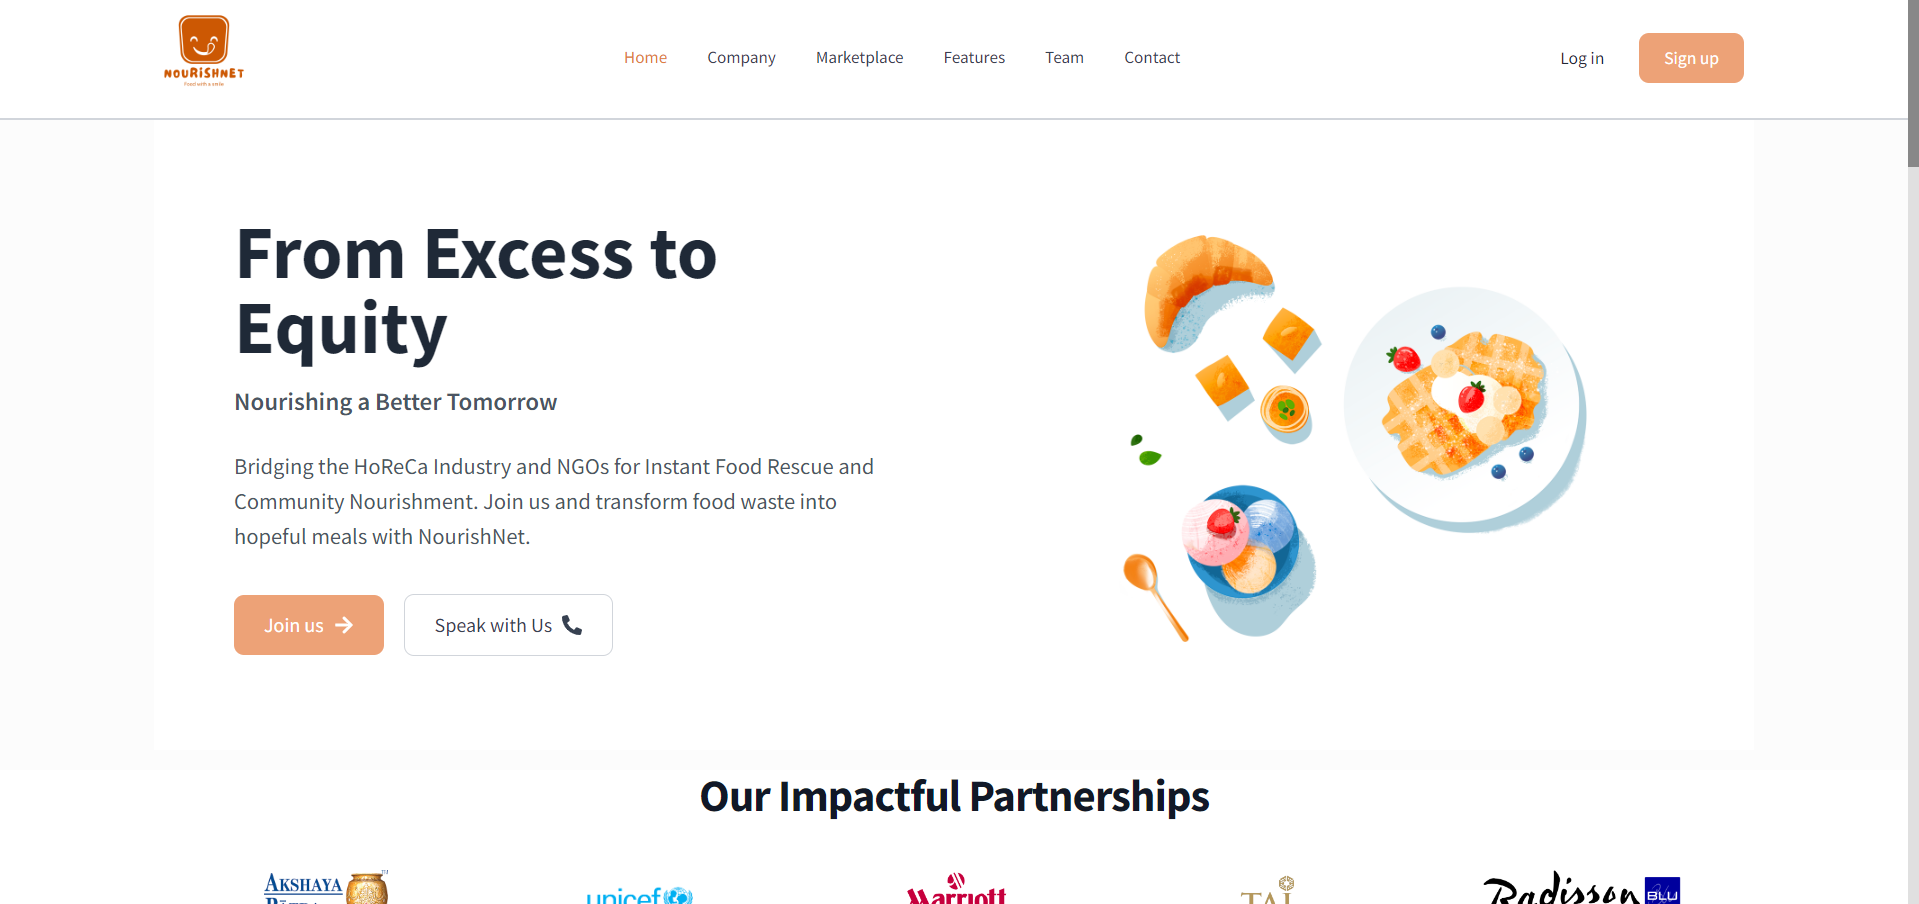 NOURISHNET
Food with a smile
Home
Company
Marketplace
Features
Team
Contact
Log in
Sign up
From Excess to
Equity
Nourishing a Better Tomorrow
Bridging the HoReCa Industry and NGOs for Instant Food Rescue and
Community Nourishment. Join us and transform food waste into
hopeful meals with NourishNet.
Join us
Speak with Us
Our Impactful Partnerships
AKSHAYA
TM
unicef
Marriott
TAJ
Radisson
BLU